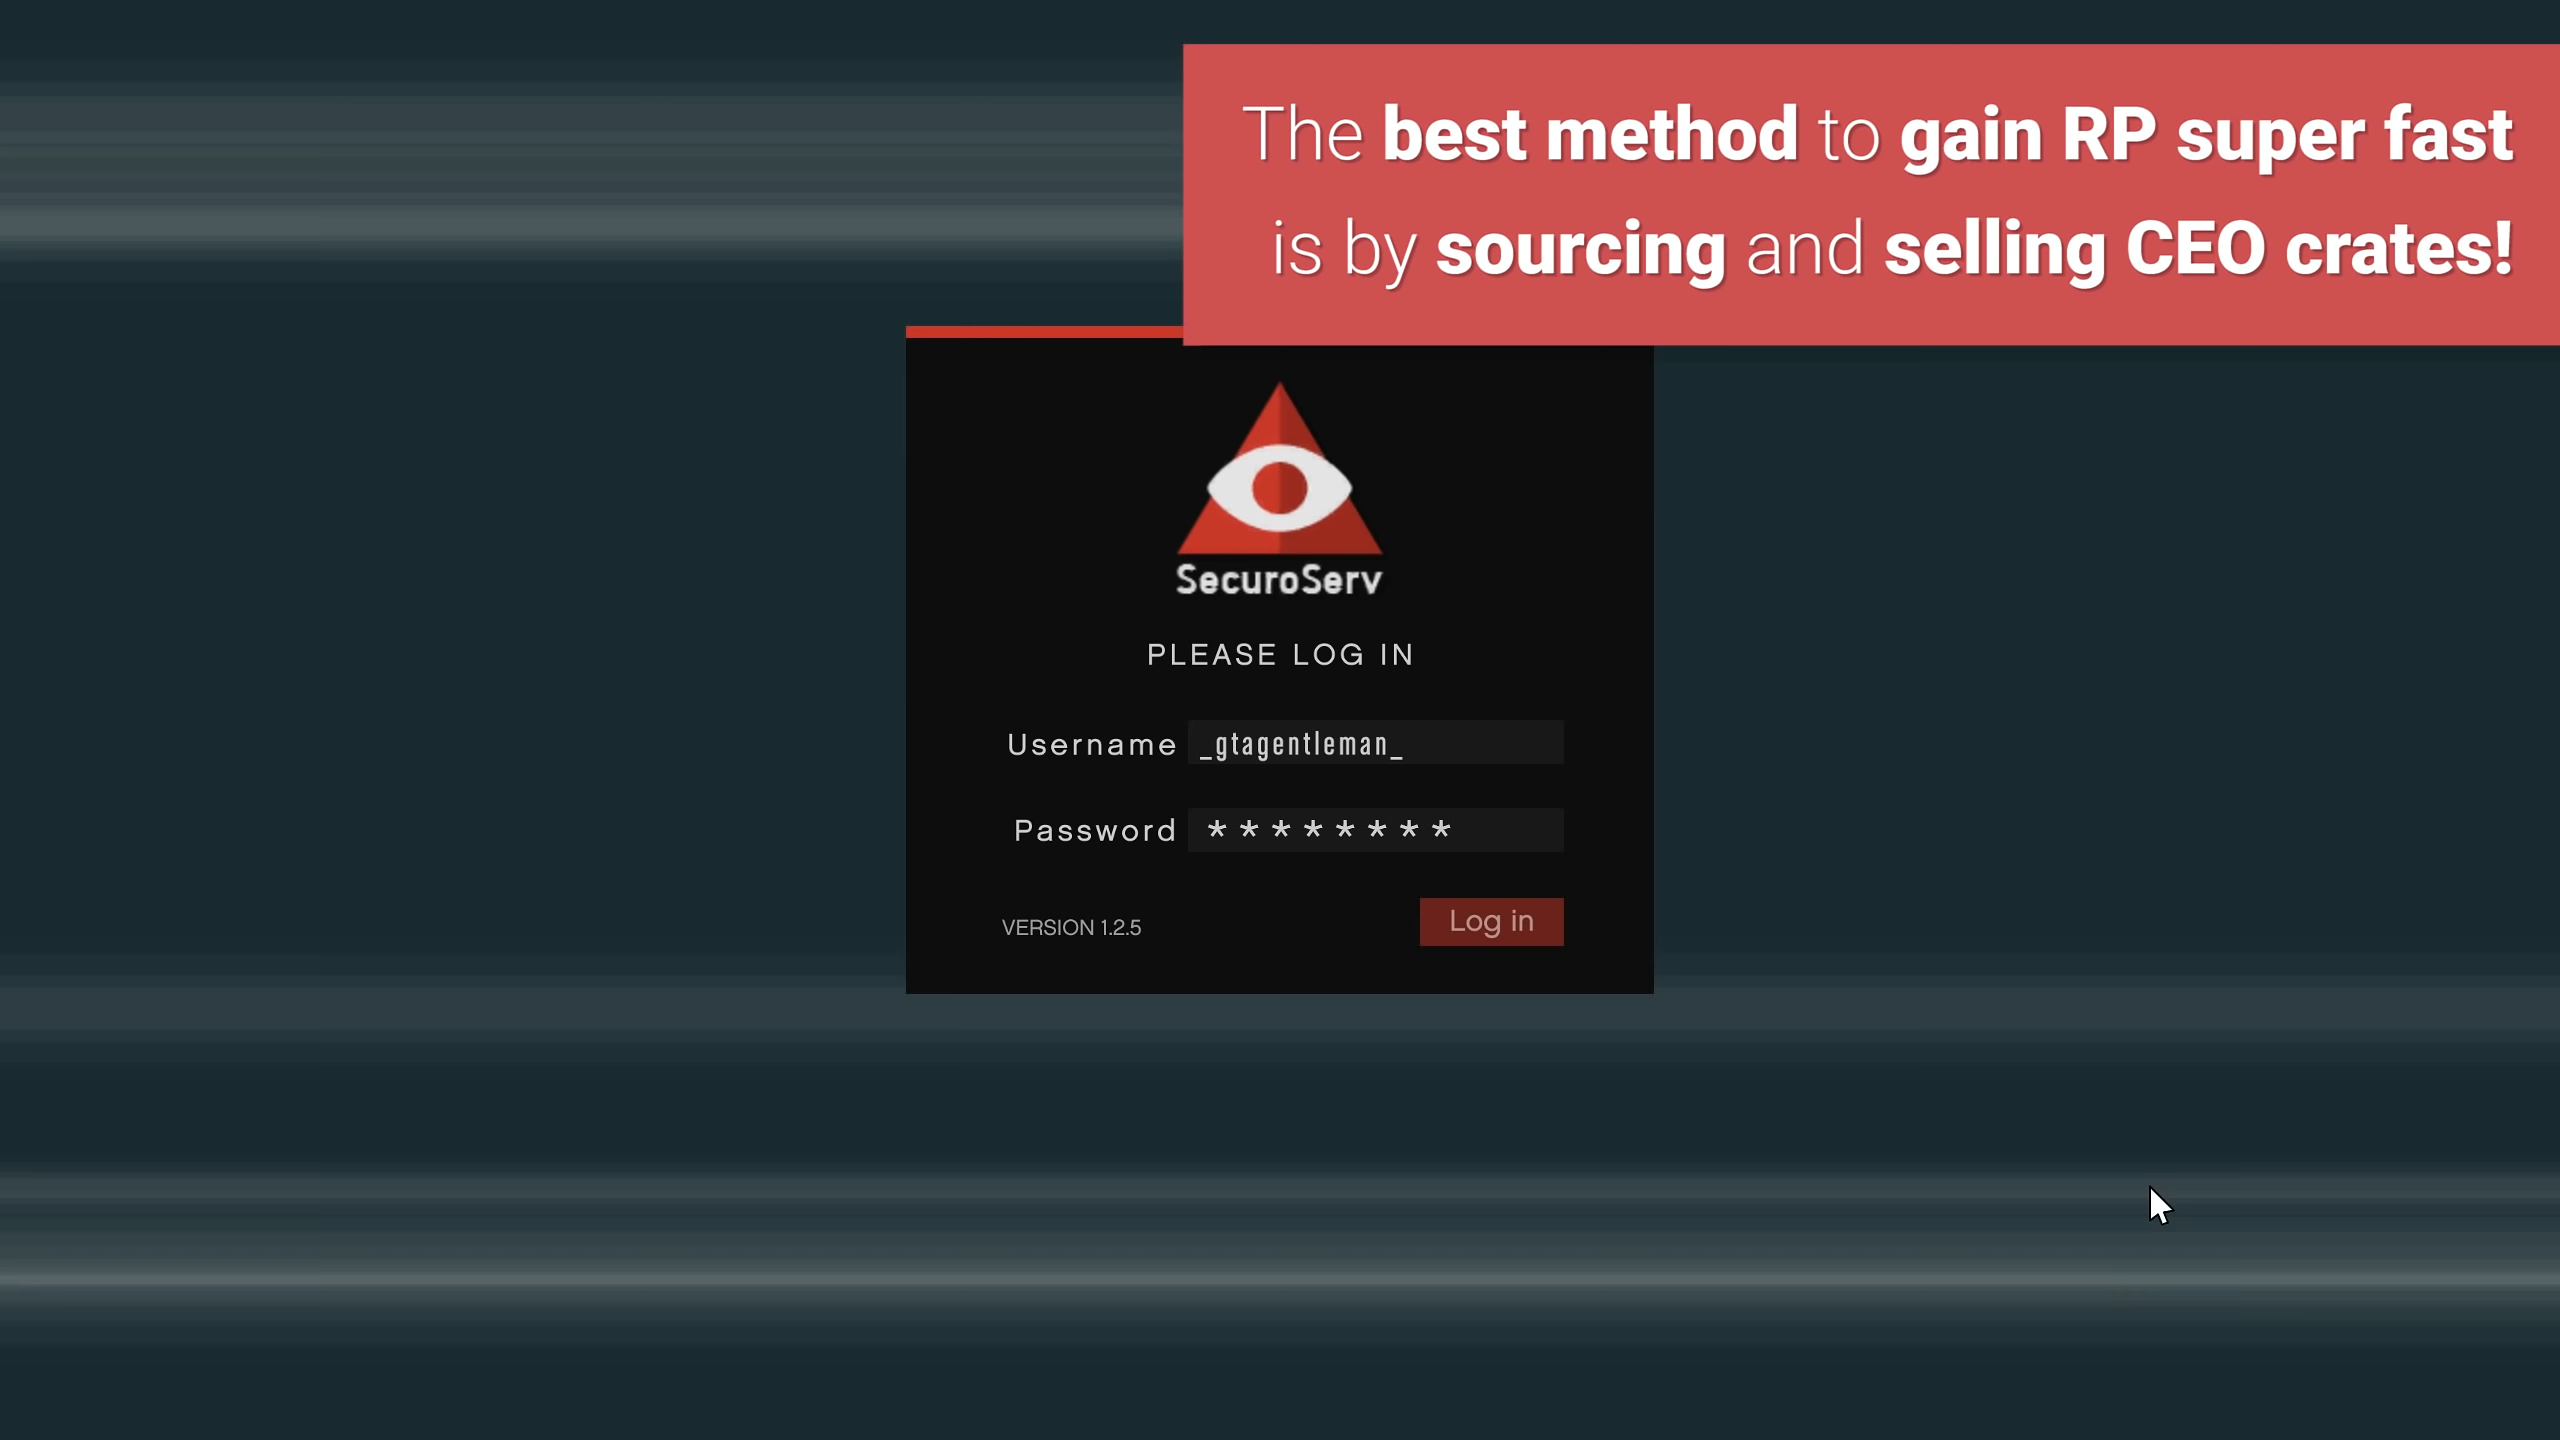 The best method to gain RP super fast
is by sourcing and selling CEO crates!
SecuroServ
PLEASE LOG IN
Username _gtagentleman_
Password ********
VERSION 1.2.5
Log in